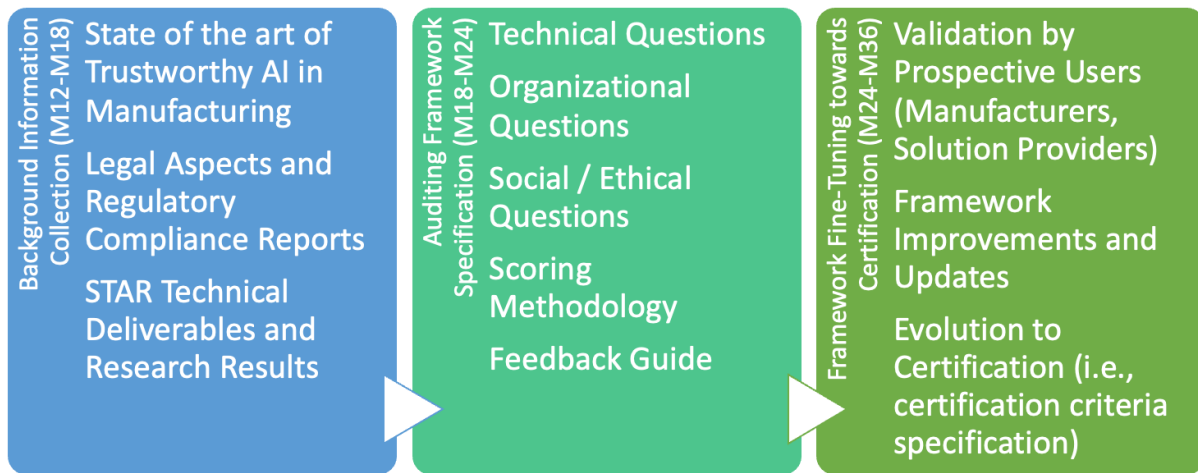 Background Information
Collection (M12-M18)
State of the art of
Trustworthy AI in
Manufacturing
Legal Aspects and
Regulatory
Compliance Reports
STAR Technical
Deliverables and
Research Results
Auditing Framework
Specification (M18-M24)
Technical Questions
Organizational
Questions
Social / Ethical
Questions
Scoring
Methodology
Feedback Guide
Framework Fine-Tuning towards
Certification (M24-M36)
Validation by
Prospective Users
(Manufacturers,
Solution Providers)
Framework
Improvements and
Updates
Evolution to
Certification (i.e.,
certification criteria
specification)